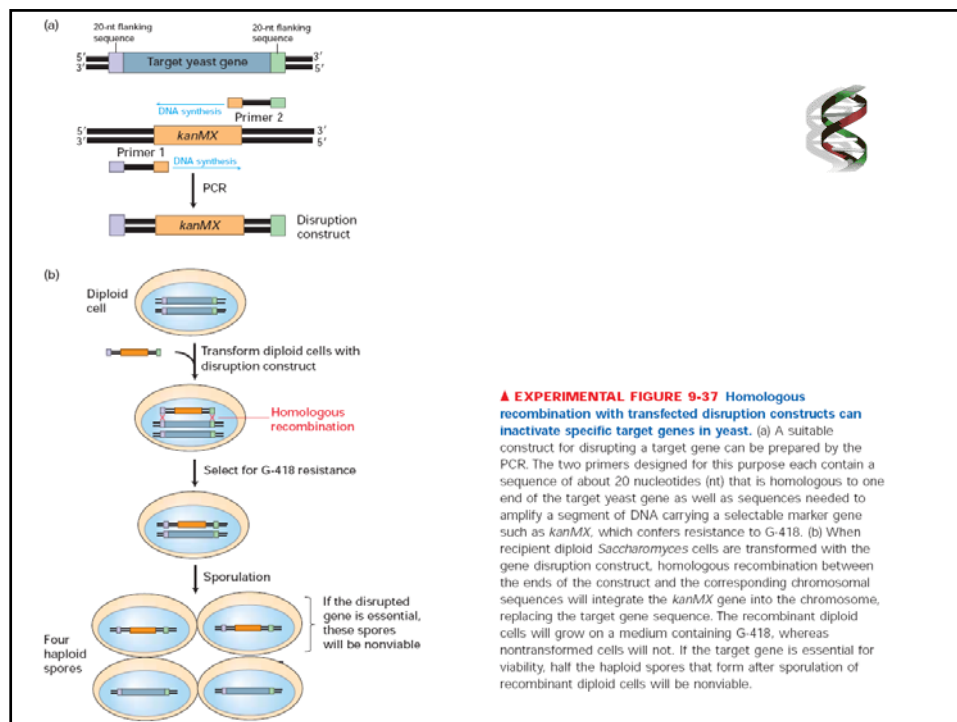 (a)
20-nt flanking
sequence
20-nt flanking
sequence
5′
3′
Target yeast gene
3′
5′
DNA synthesis
Primer 2
5′
3′
kanMX
3′
5′
Primer 1
DNA synthesis
PCR
kanMX
Disruption
construct
(b)
Diploid
cell
Transform diploid cells with
disruption construct
Homologous
recombination
Select for G-418 resistance
Sporulation
If the disrupted
gene is essential,
these spores
will be nonviable
Four
haploid
spores
▲ EXPERIMENTAL FIGURE 9-37 Homologous
recombination with transfected disruption constructs can
inactivate specific target genes in yeast. (a) A suitable
construct for disrupting a target gene can be prepared by the
PCR. The two primers designed for this purpose each contain a
sequence of about 20 nucleotides (nt) that is homologous to one
end of the target yeast gene as well as sequences needed to
amplify a segment of DNA carrying a selectable marker gene
such as kanMX, which confers resistance to G-418. (b) When
recipient diploid Saccharomyces cells are transformed with the
gene disruption construct, homologous recombination between
the ends of the construct and the corresponding chromosomal
sequences will integrate the kanMX gene into the chromosome,
replacing the target gene sequence. The recombinant diploid
cells will grow on a medium containing G-418, whereas
nontransformed cells will not. If the target gene is essential for
viability, half the haploid spores that form after sporulation of
recombinant diploid cells will be nonviable.